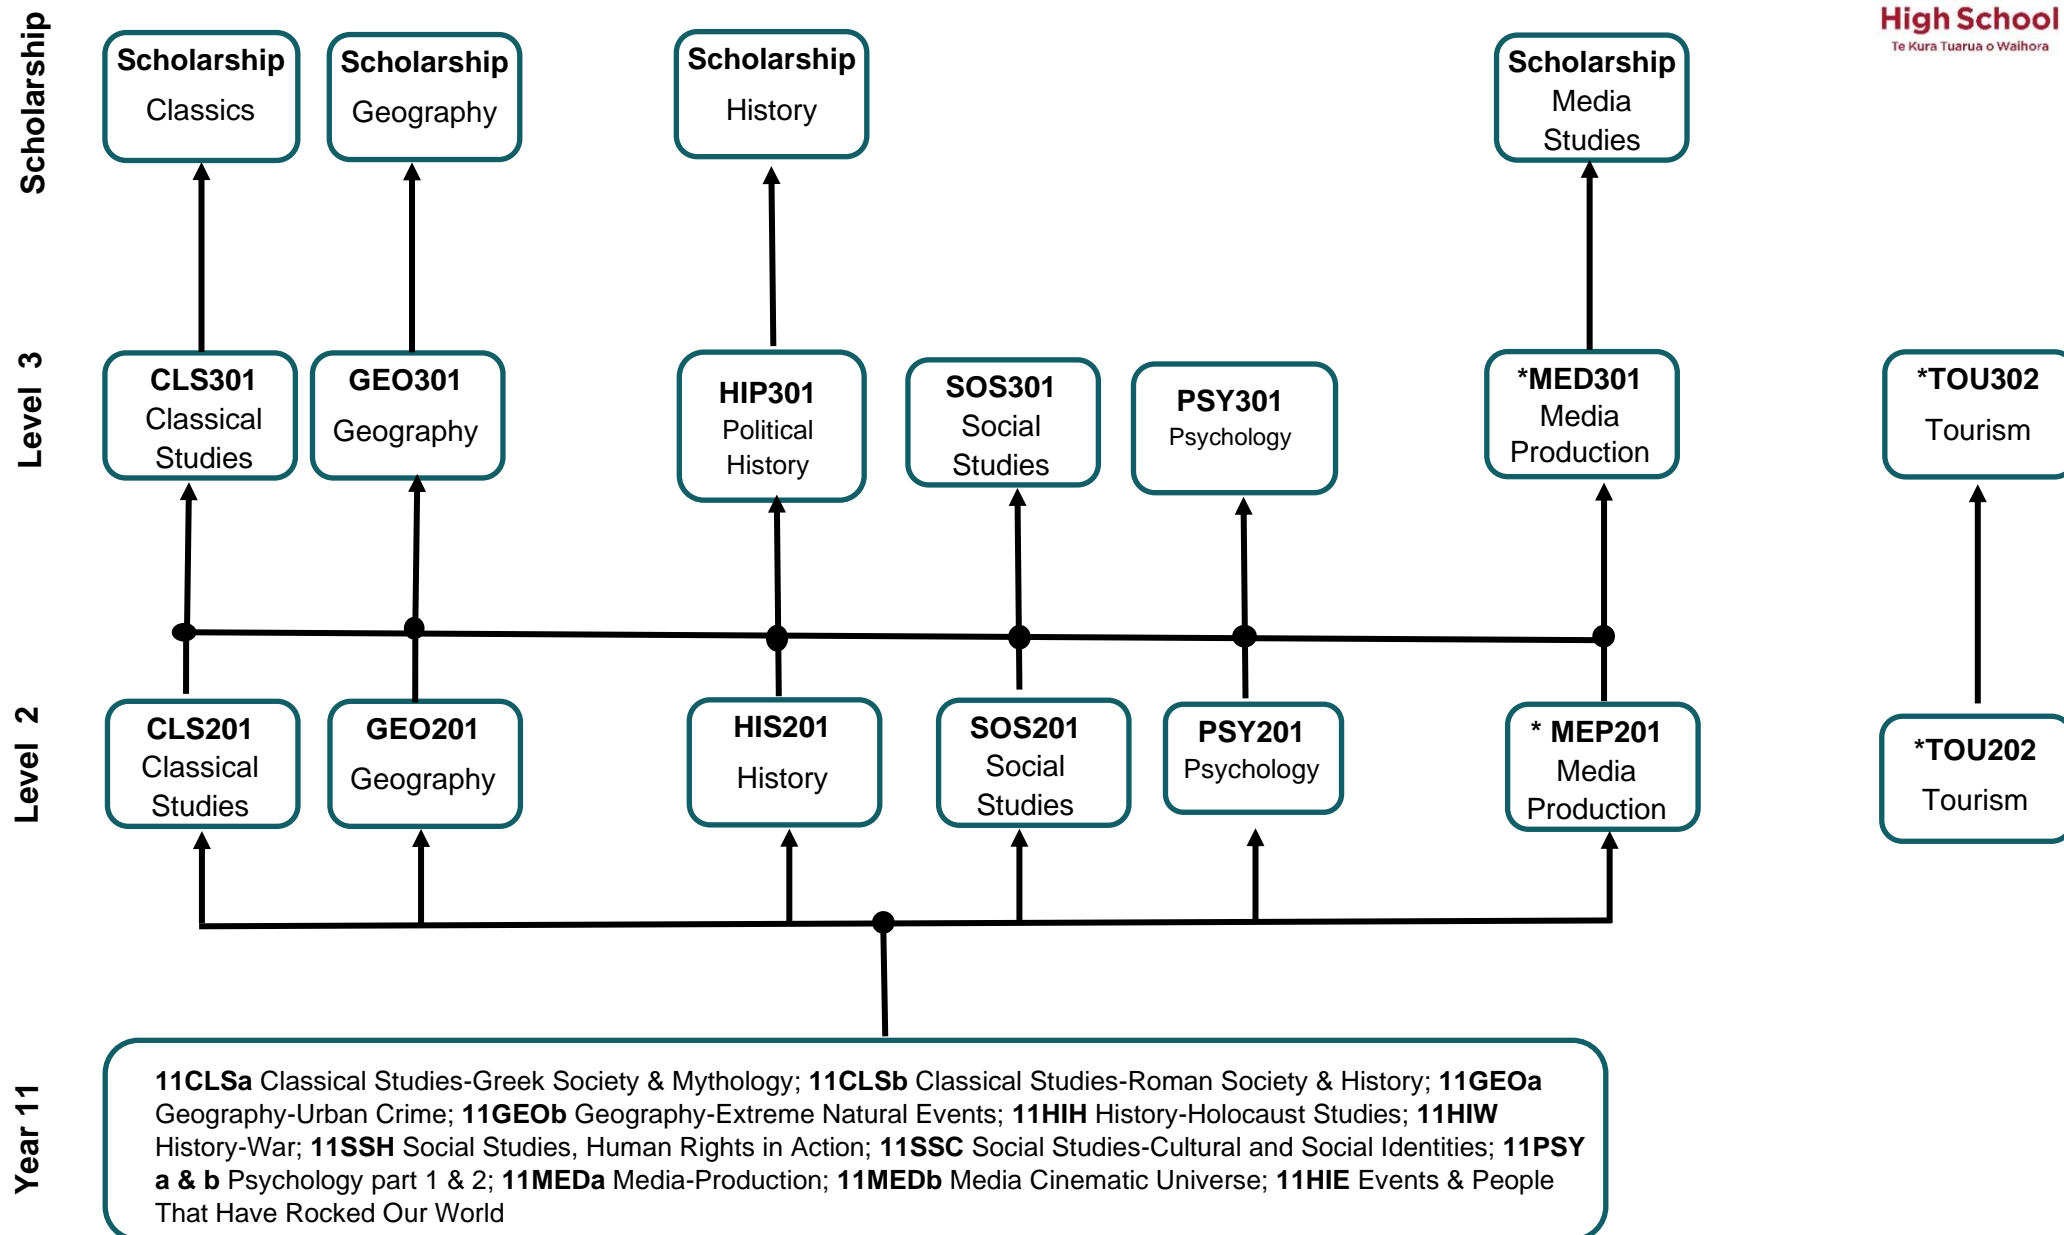 High School
Te Kura Tuarua o Waihora
Scholarship
Scholarship
Classics
Scholarship
Geography
Scholarship
History
Scholarship
Media
Studies
Level 3
CLS301
Classical
Studies
GEO301
Geography
HIP301
Political
History
SOS301
Social
Studies
PSY301
Psychology
*MED301
Media
Production
*TOU302
Tourism
Level 2
CLS201
Classical
Studies
GEO201
Geography
HIS201
History
SOS201
Social
Studies
PSY201
Psychology
* MEP201
Media
Production
*TOU202
Tourism
Year 11
11CLSa Classical Studies-Greek Society & Mythology; 11CLSb Classical Studies-Roman Society & History; 11GEOa
Geography-Urban Crime; 11GEOb Geography-Extreme Natural Events; 11HIH History-Holocaust Studies; 11HIW
History-War; 11SSH Social Studies, Human Rights in Action; 11SSC Social Studies-Cultural and Social Identities; 11PSY
a & b Psychology part 1 & 2; 11MEDa Media-Production; 11MEDb Media Cinematic Universe; 11HIE Events & People
That Have Rocked Our World